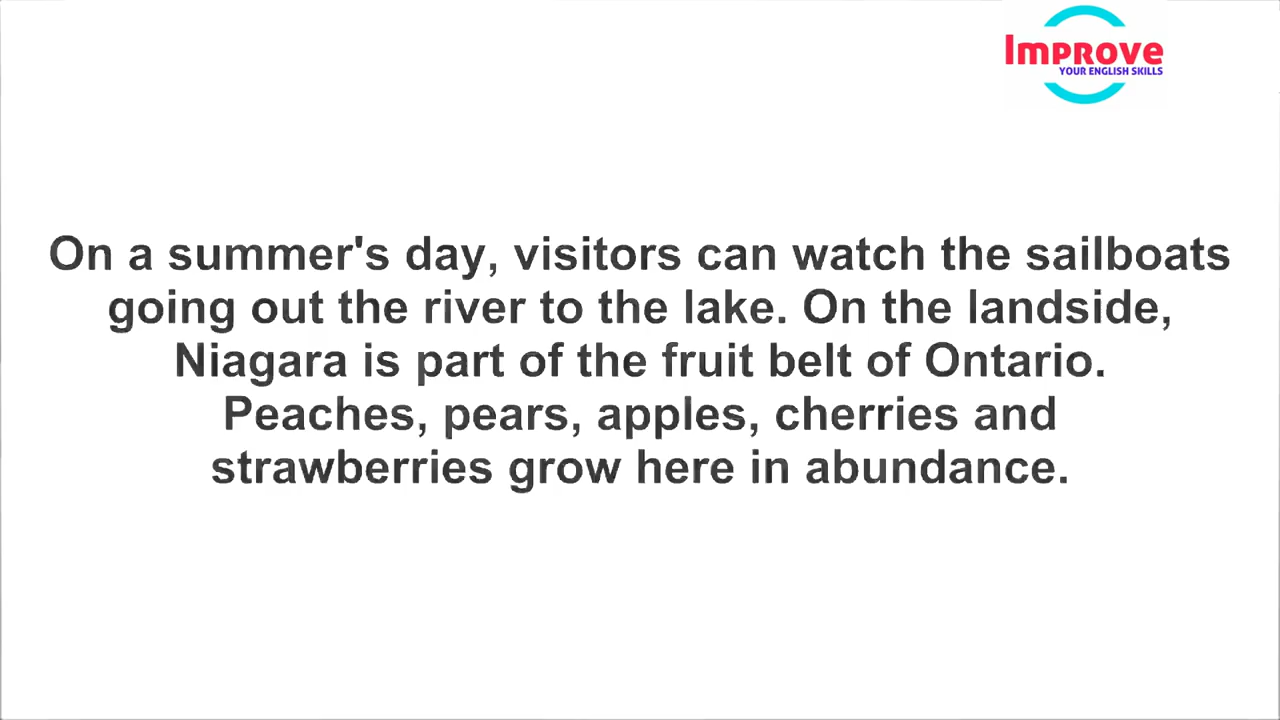 Improve
YOUR ENGLISH SKILLS
On a summer's day, visitors can watch the sailboats
going out the river to the lake. On the landside,
Niagara is part of the fruit belt of Ontario.
Peaches, pears, apples, cherries and
strawberries grow here in abundance.